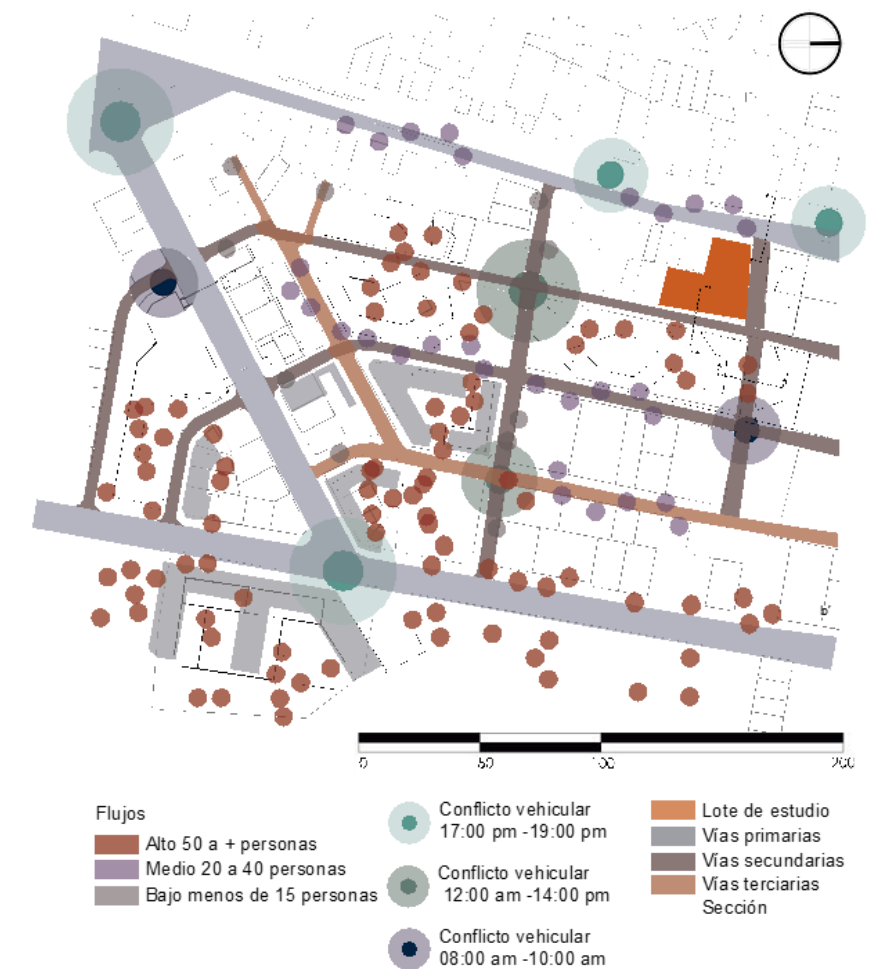 b'
0 50 100 200
Flujos
Alto 50 a + personas
Medio 20 a 40 personas
Bajo menos de 15 personas
Conflicto vehicular
17:00 pm -19:00 pm
Conflicto vehicular
12:00 am -14:00 pm
Conflicto vehicular
08:00 am -10:00 am
Lote de estudio
Vías primarias
Vías secundarias
Vías terciarias
Sección